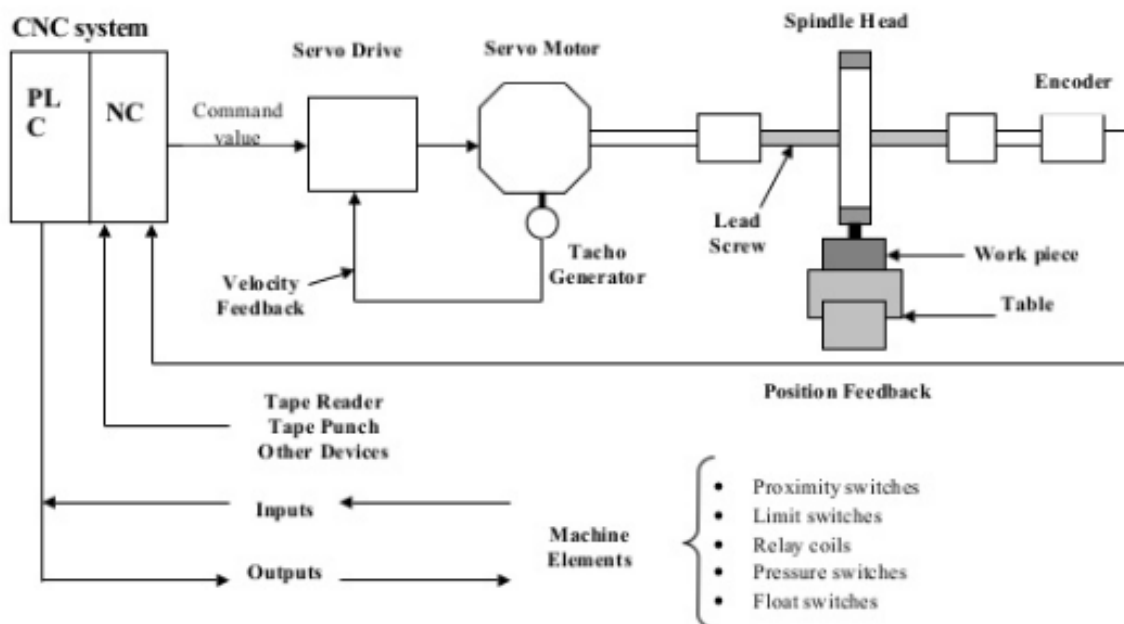 CNC system
PL
C
NC
Command
value
Servo Drive
Servo Motor
Spindle Head
Encoder
Lead
Screw
Tacho
Generator
Velocity
Feedback
Work piece
Table
Position Feedback
Tape Reader
Tape Punch
Other Devices
Inputs
Outputs
Machine
Elements
• Proximity switches
• Limit switches
• Relay coils
• Pressure switches
• Float switches